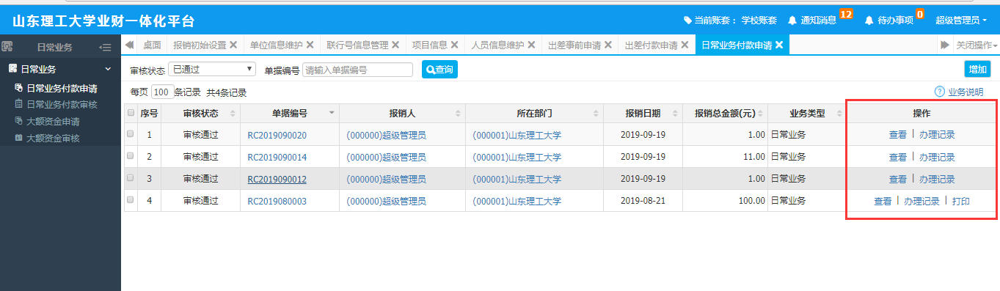 山东理工大学业财一体化平台 当前账套： 学校账套 通知消息 12 待办事项 0 超级管理员
日常业务 桌面 报销初始设置 单位信息维护 联行号信息管理 项目信息 人员信息维护 出差事前申请 出差付款申请 日常业务付款申请 关闭操作
日常业务
日常业务付款申请
日常业务付款审核
大额资金申请
大额资金审核
审核状态 已通过 单据编号 请输入单据编号 查询 增加
每页 100 条记录 共4条记录 ? 业务说明
序号 审核状态 单据编号 报销人 所在部门 报销日期 报销总金额(元) 业务类型 操作
1 审核通过 RC2019090020 (000000)超级管理员 (000001)山东理工大学 2019-09-19 1.00 日常业务 查看 | 办理记录
2 审核通过 RC2019090014 (000000)超级管理员 (000001)山东理工大学 2019-09-19 11.00 日常业务 查看 | 办理记录
3 审核通过 RC2019090012 (000000)超级管理员 (000001)山东理工大学 2019-09-19 1.00 日常业务 查看 | 办理记录
4 审核通过 RC2019080003 (000000)超级管理员 (000001)山东理工大学 2019-08-21 100.00 日常业务 查看 | 办理记录 | 打印